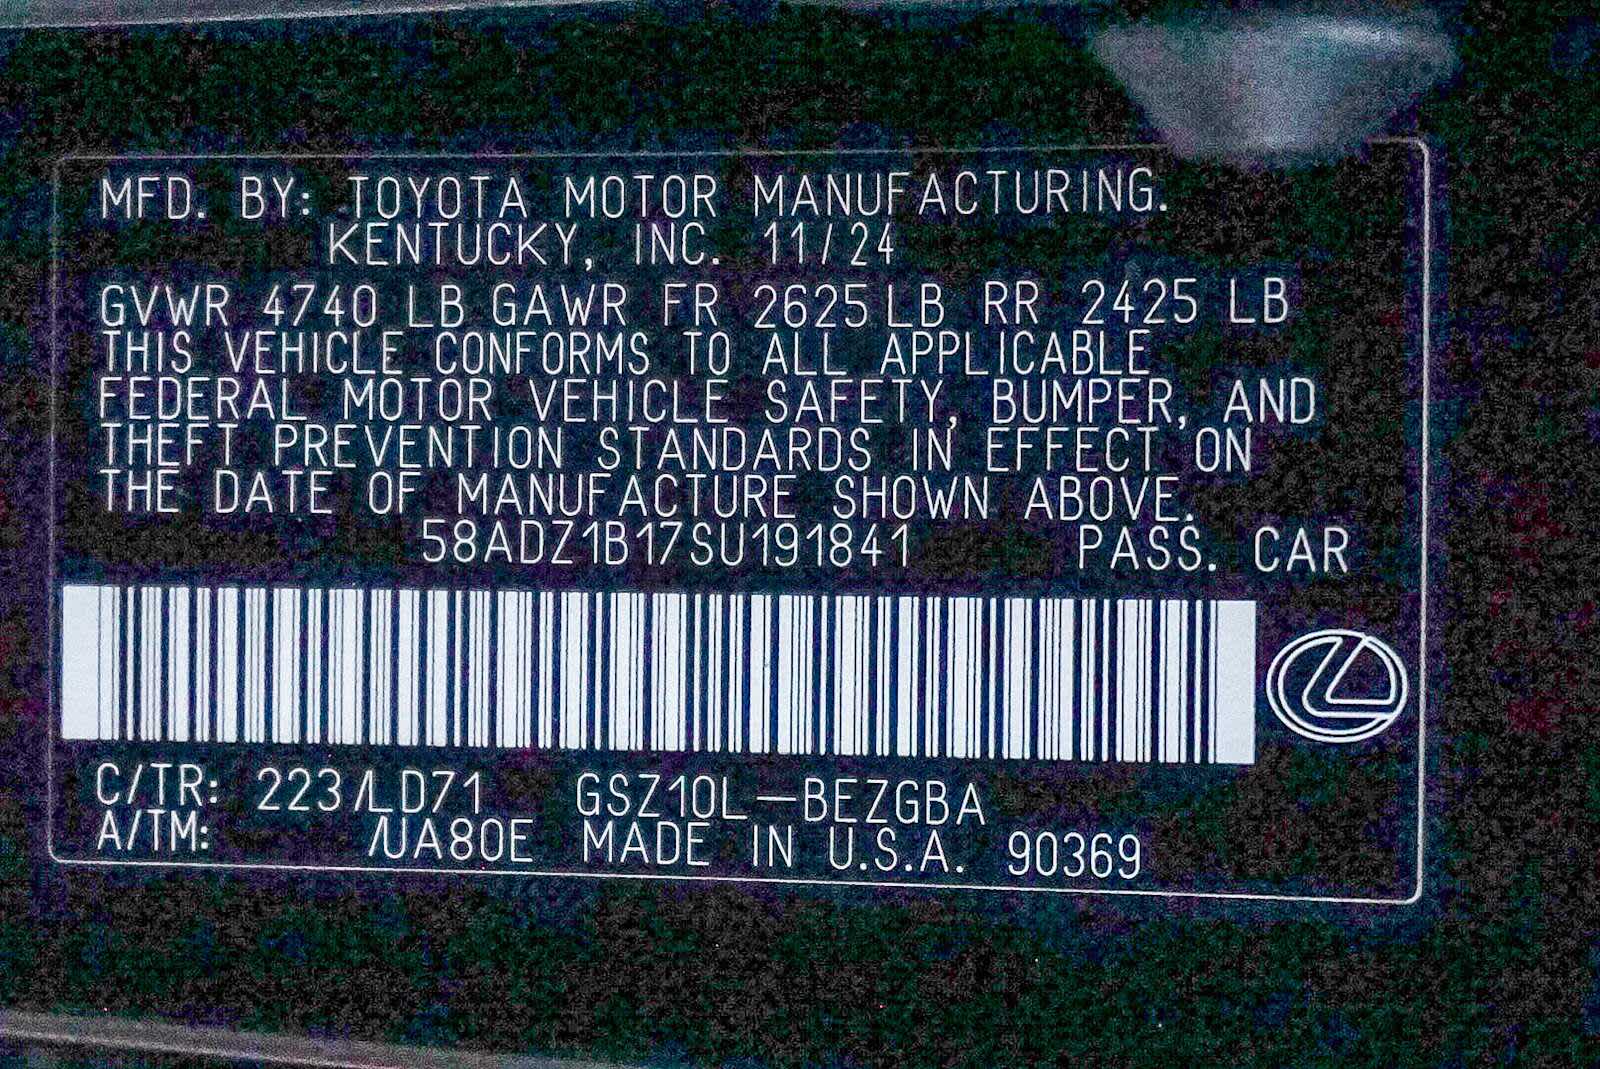 MFD. BY: TOYOTA MOTOR MANUFACTURING.
KENTUCKY, INC. 11/24
GVWR 4740 LB GAWR FR 2625 LB RR 2425 LB
THIS VEHICLE CONFORMS TO ALL APPLICABLE
FEDERAL MOTOR VEHICLE SAFETY, BUMPER, AND
THEFT PREVENTION STANDARDS IN EFFECT ON
THE DATE OF MANUFACTURE SHOWN ABOVE.
58ADZ1B17SU191841 PASS. CAR
C/TR: 223/LD71 GSZ10L-BEZGBA
A/TM: /UA80E MADE IN U.S.A. 90369